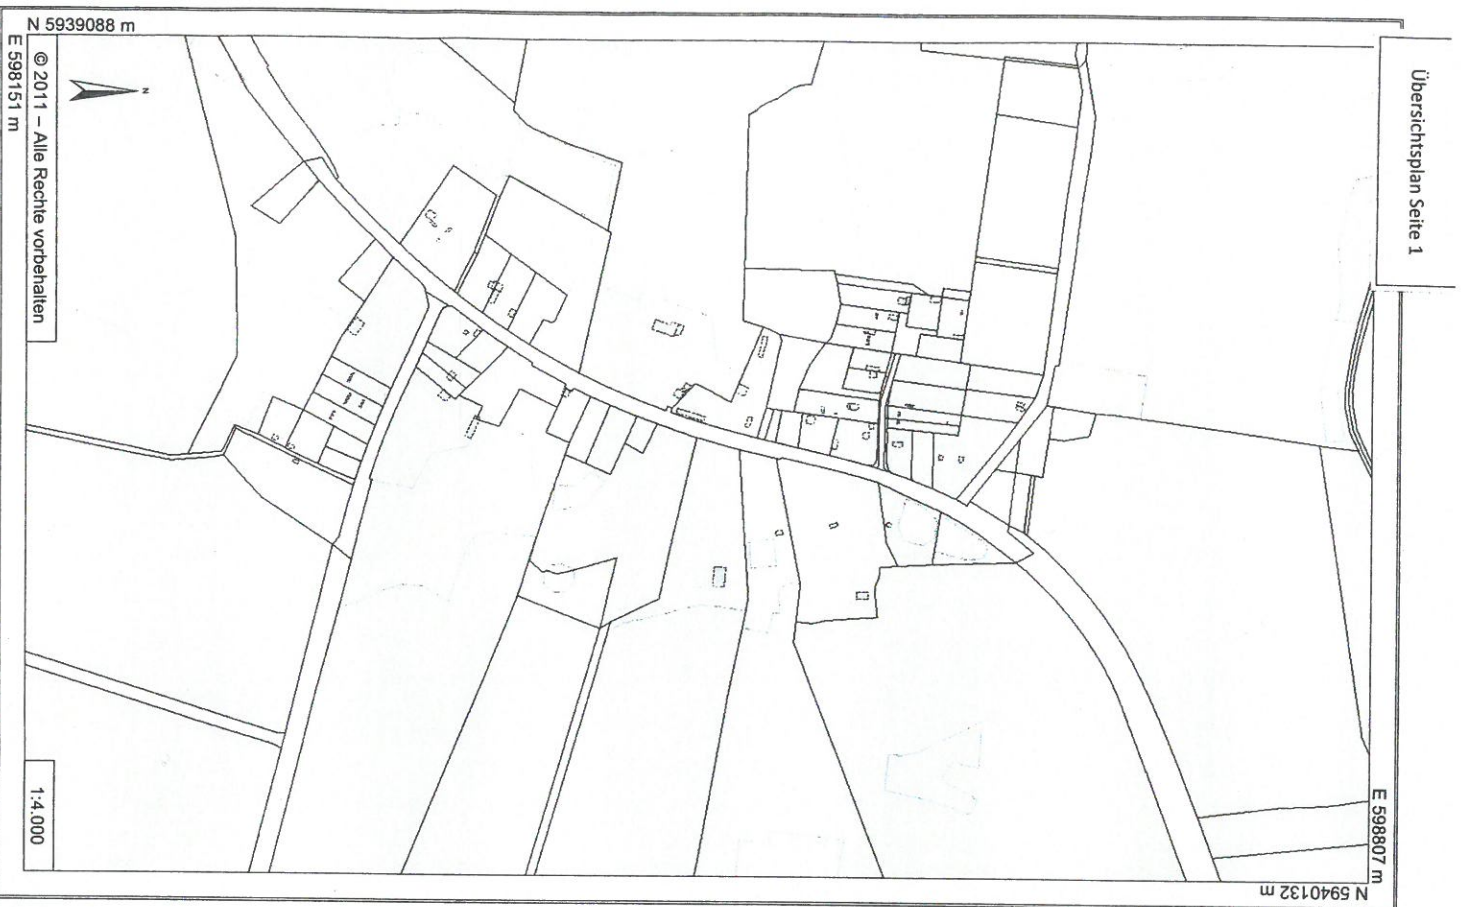 Übersichtsplan Seite 1
N 5939088 m
E 598151 m
© 2011 – Alle Rechte vorbehalten
N
E 598807 m
N 5940132 m
1:4.000